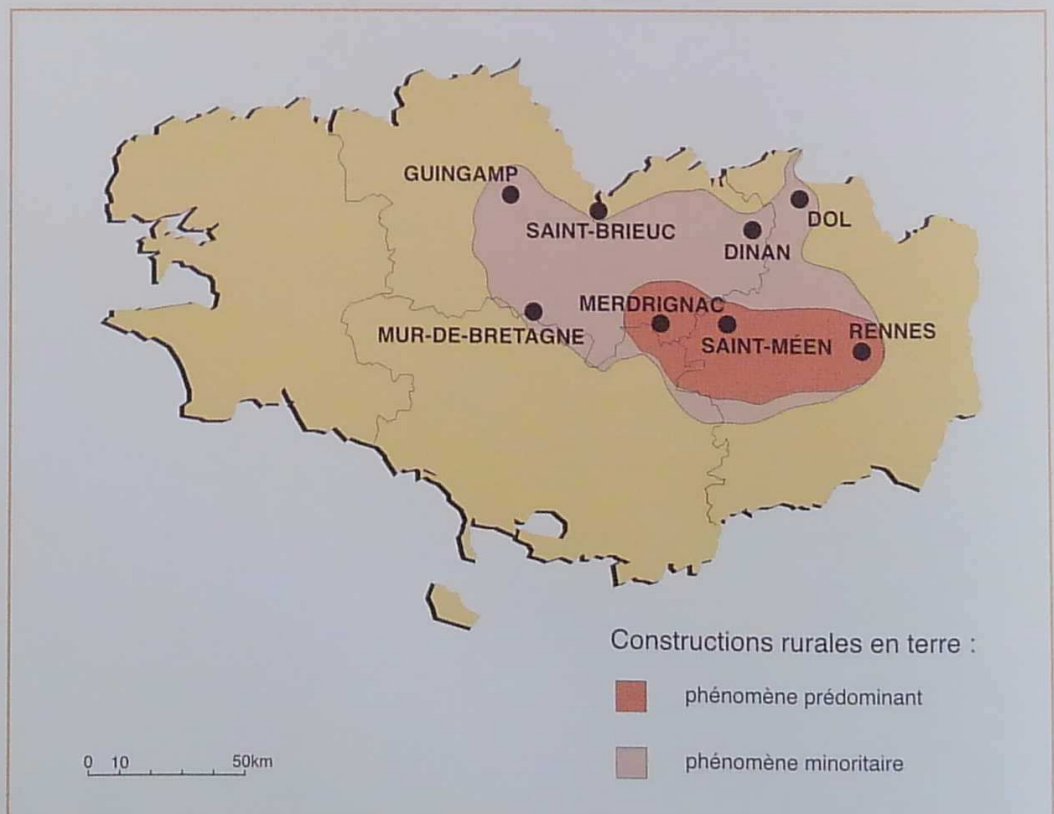 GUINGAMP
SAINT-BRIEUC
DOL
DINAN
MERDRIGNAC
MUR-DE-BRETAGNE
SAINT-MÉEN
RENNES
Constructions rurales en terre :
phénomène prédominant
phénomène minoritaire
0 10 50km